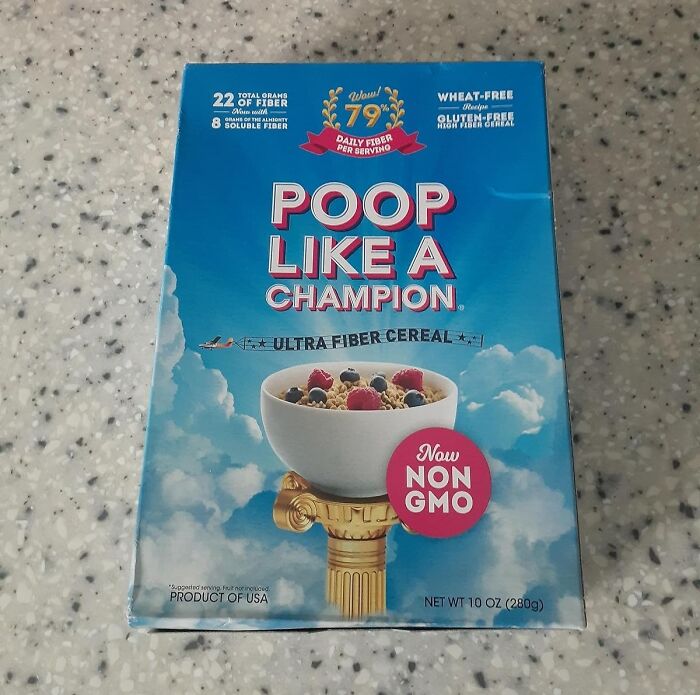 22 TOTAL GRAMS
OF FIBER
Now with
8 GRAMS OF THE ALMIGHTY
SOLUBLE FIBER
Wow!
79%
DAILY FIBER
PER SERVING
WHEAT-FREE
Recipe
GLUTEN-FREE
HIGH FIBER CEREAL
POOP
LIKE A
CHAMPION®
ULTRA FIBER CEREAL
Now
NON
GMO
*Suggested serving. Fruit not included.
PRODUCT OF USA
NET WT 10 OZ (280g)